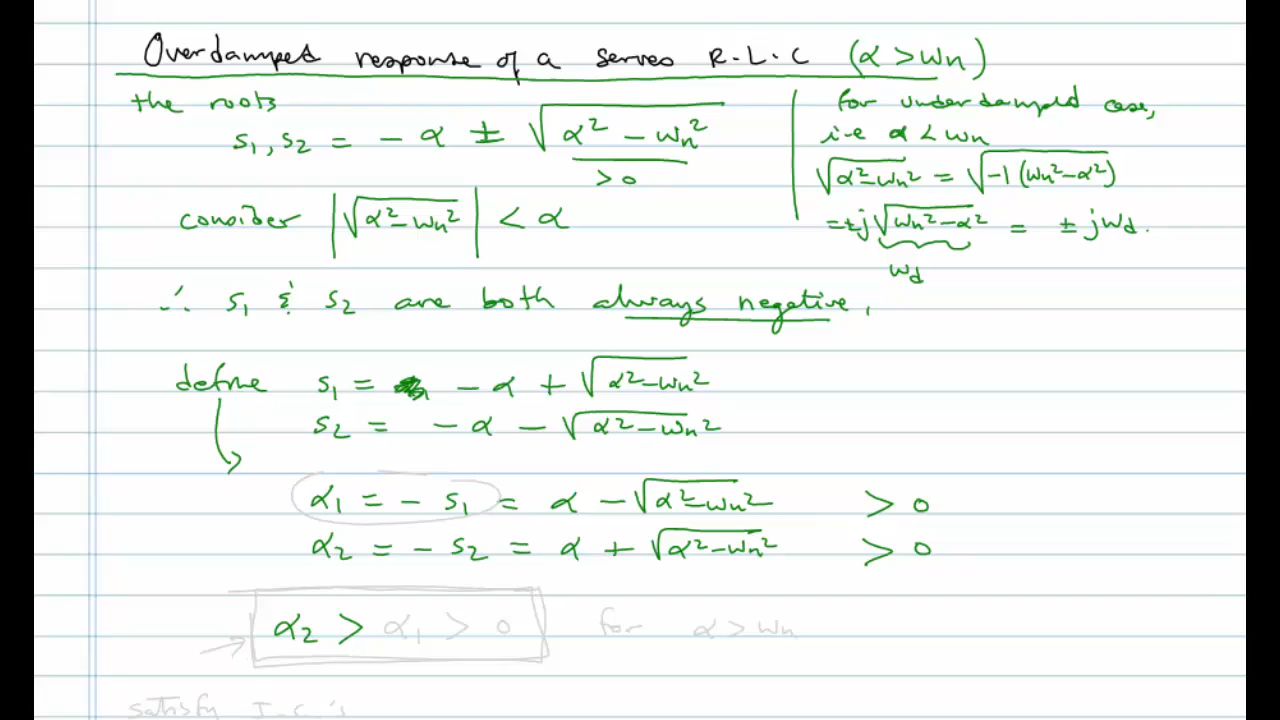 Overdamped response of a series R.L.C (α > ωn)
the roots
s1, s2 = - α ± √(α² - ωn²)
> 0
consider |√(α² - ωn²)| < α
∴ s1 & s2 are both always negative.
for underdamped case,
i.e α < ωn
√(α² - ωn²) = √(-1 (ωn² - α²))
= ±j√(ωn² - α²) = ± jωd.
ωd
define s1 = - α + √(α² - ωn²)
s2 = - α - √(α² - ωn²)
α1 = - s1 = α - √(α² - ωn²) > 0
α2 = - s2 = α + √(α² - ωn²) > 0
α2 > α1 > 0 for α > ωn
satisfy I.C.'s